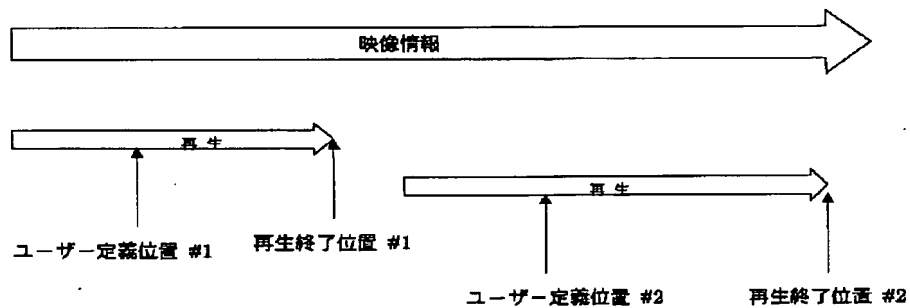 映像情報
再 生
再 生
ユーザー定義位置 #1
再生終了位置 #1
ユーザー定義位置 #2
再生終了位置 #2